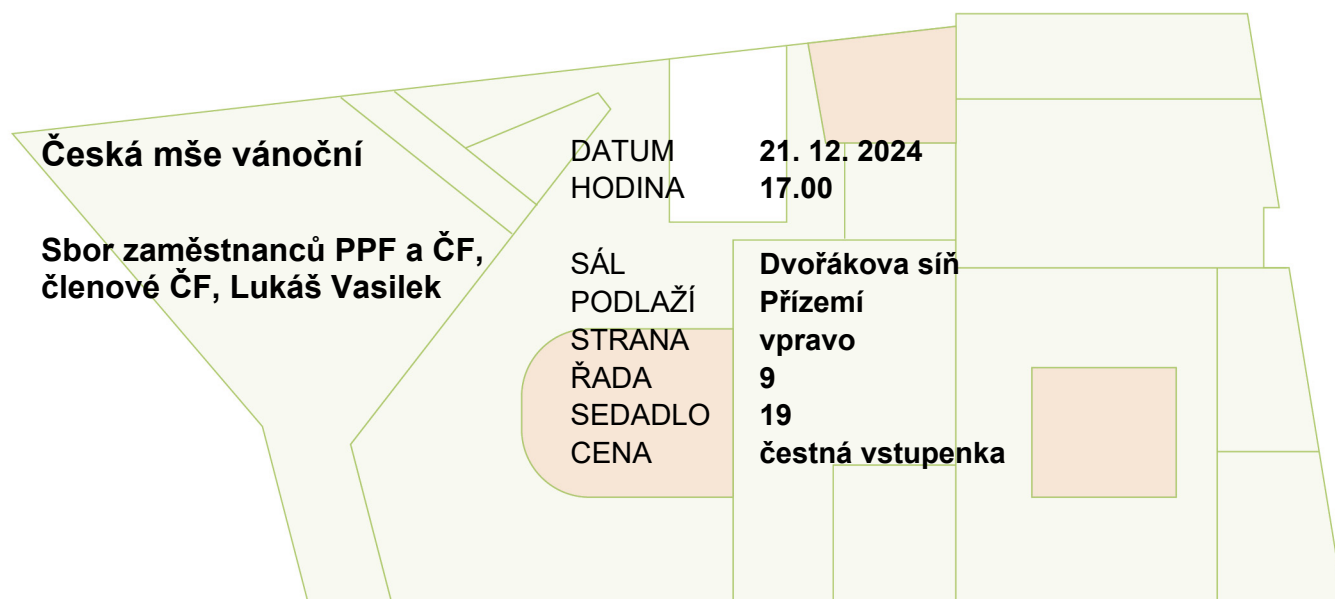 Česká mše vánoční
Sbor zaměstnanců PPF a ČF,
členové ČF, Lukáš Vasilek
DATUM 21. 12. 2024
HODINA 17.00
SÁL Dvořákova síň
PODLAŽÍ Přízemí
STRANA vpravo
ŘADA 9
SEDADLO 19
CENA čestná vstupenka